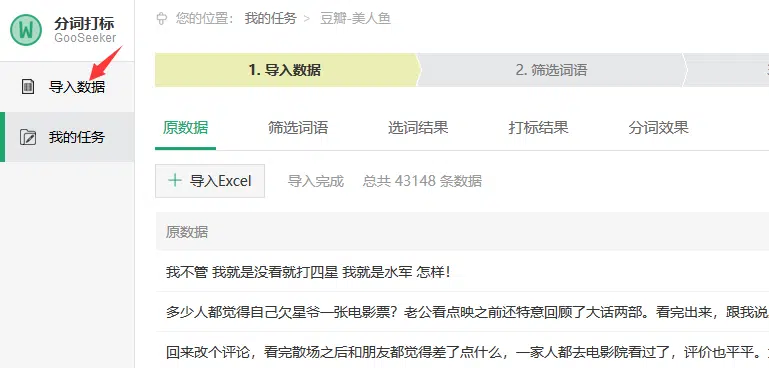 分词打标
GooSeeker
您的位置： 我的任务 > 豆瓣-美人鱼
导入数据
我的任务
1. 导入数据
2. 筛选词语
原数据
筛选词语
选词结果
打标结果
分词效果
+ 导入Excel
导入完成
总共 43148 条数据
原数据
我不管 我就是没看就打四星 我就是水军 怎样！
多少人都觉得自己欠星爷一张电影票？老公看点映之前还特意回顾了大话两部。看完出来，跟我说
回来改个评论，看完散场之后和朋友都觉得差了点什么，一家人都去电影院看过了，评价也平平。